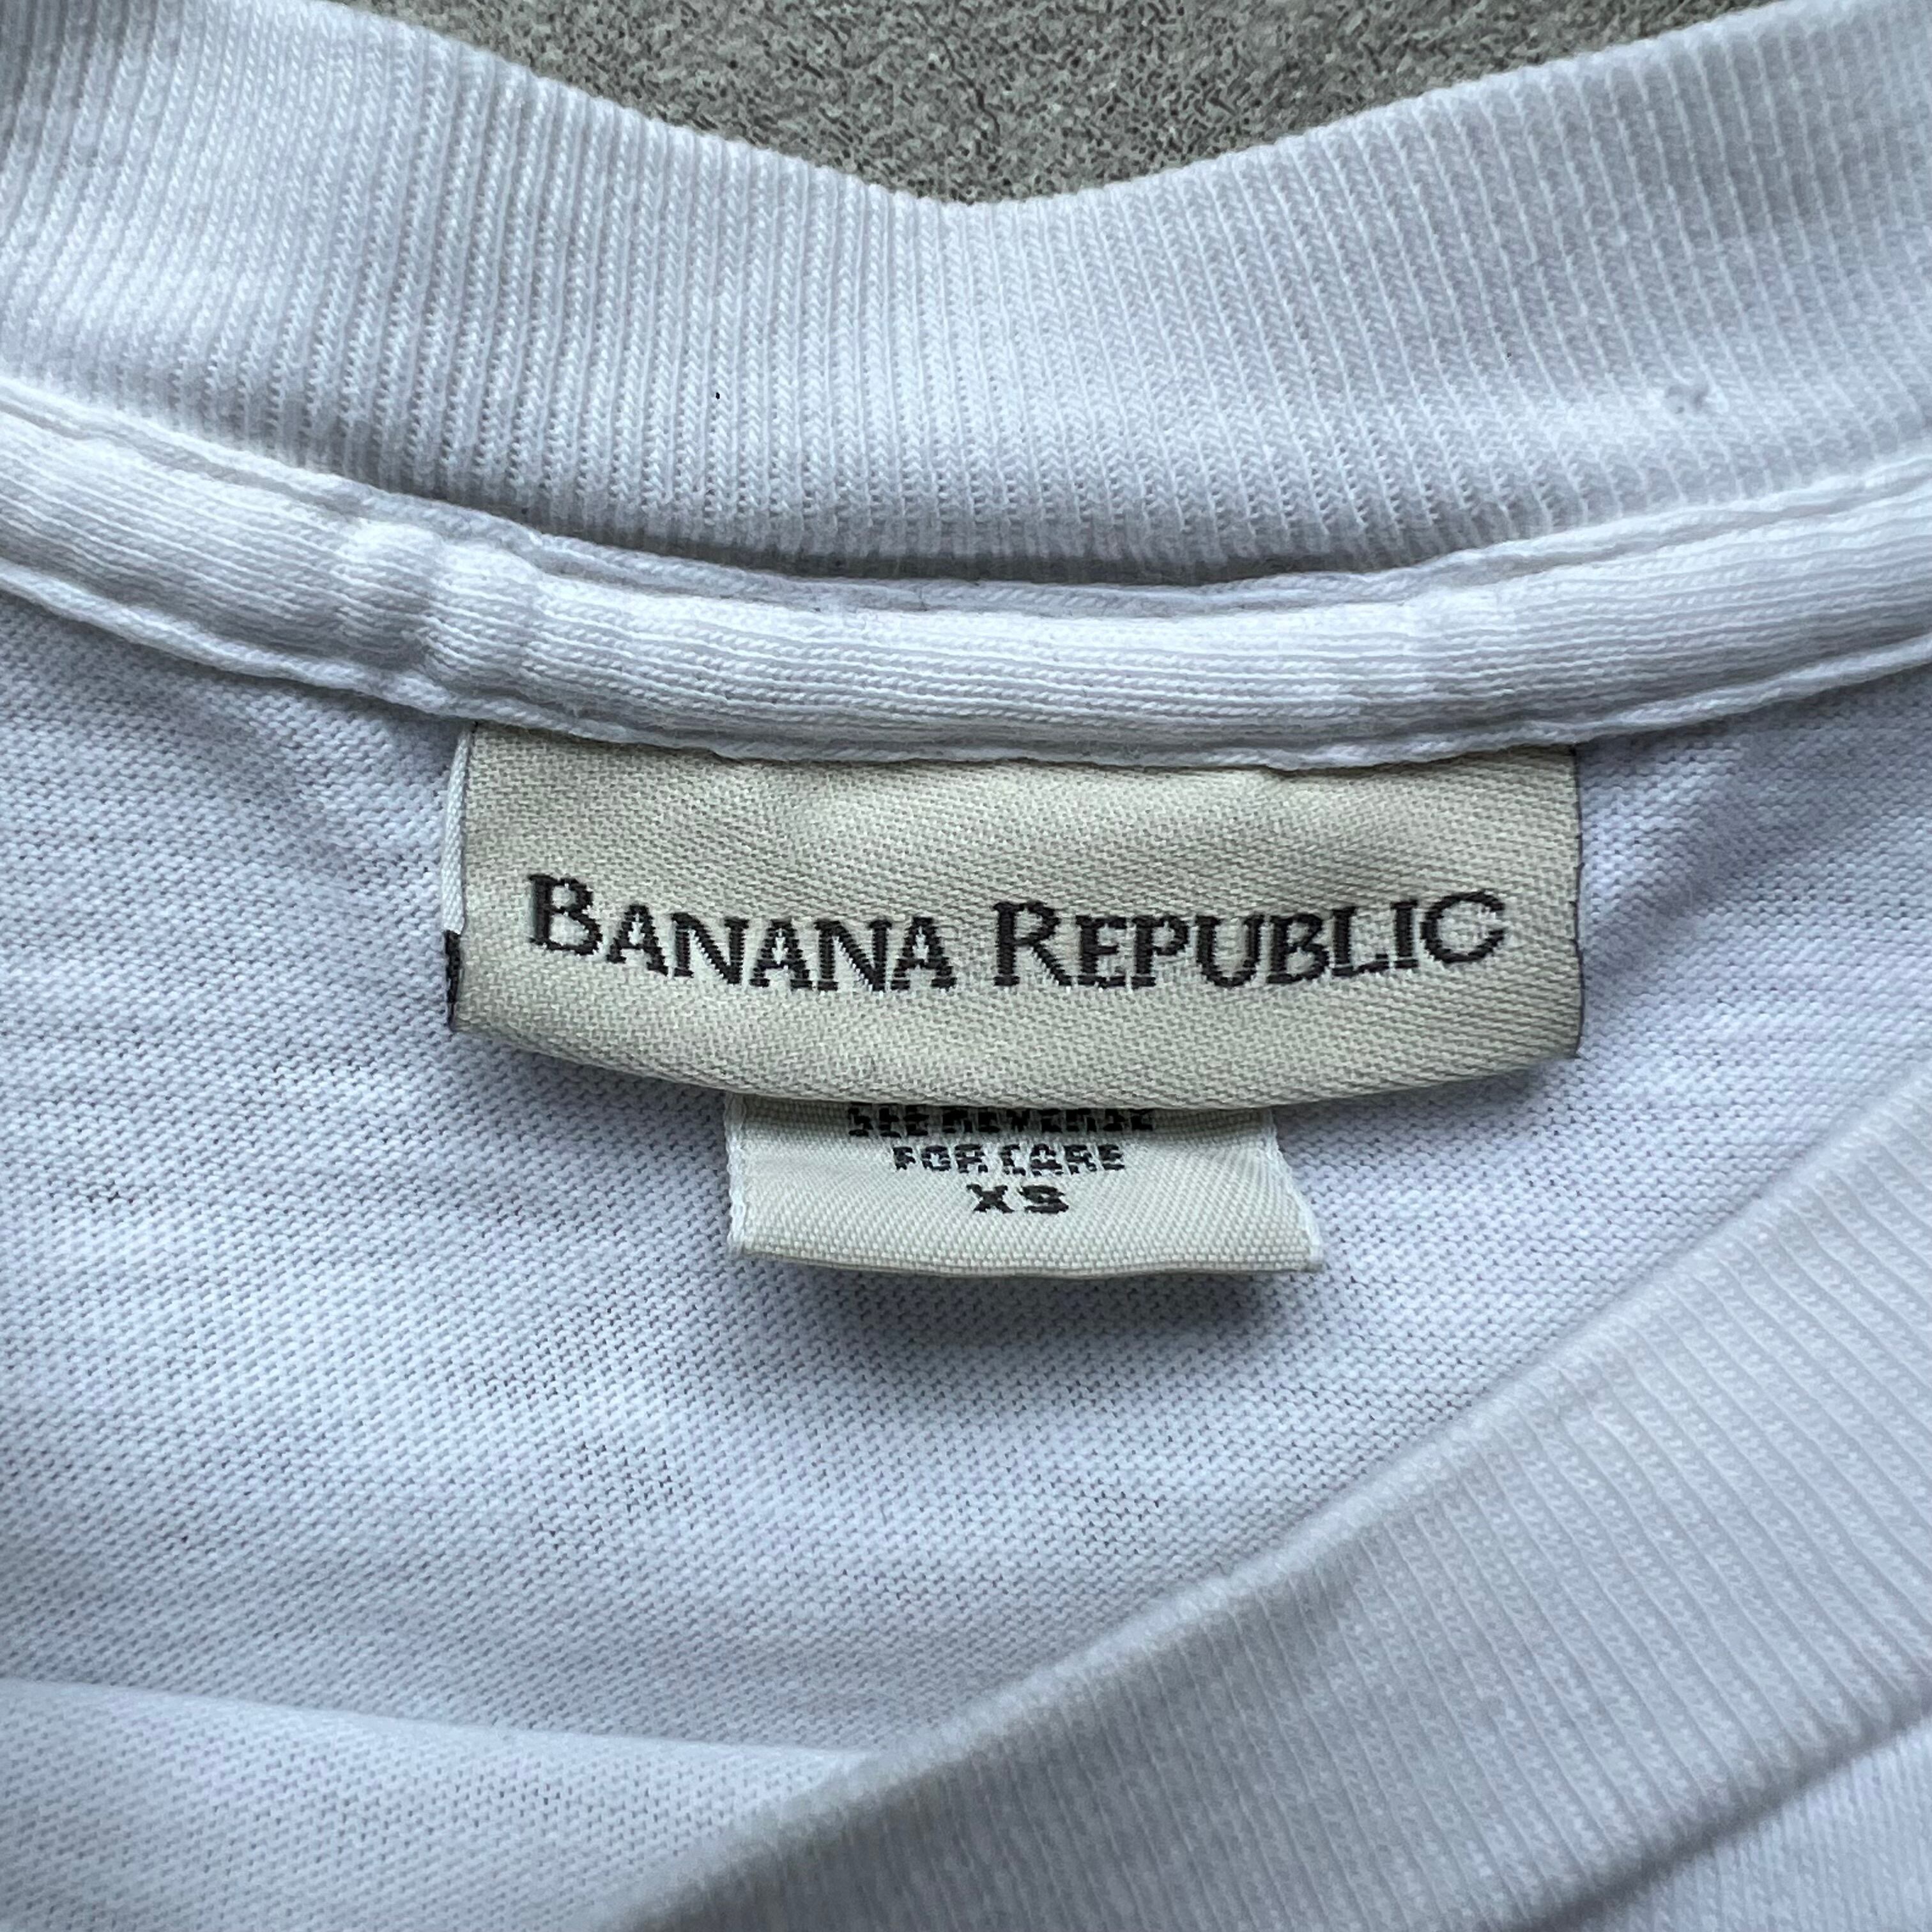 BANANA REPUBLIC
SEE REVERSE
FOR CARE
XS